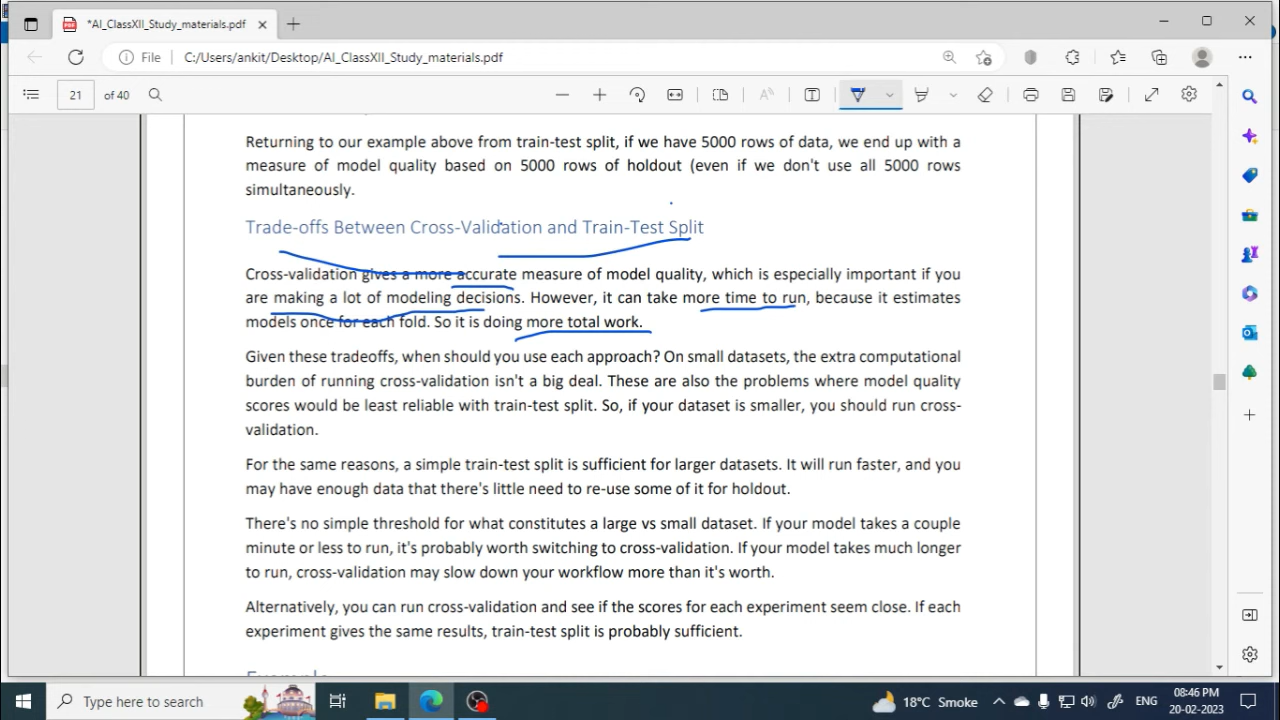 *AI_ClassXII_Study_materials.pdf
File C:/Users/ankit/Desktop/AI_ClassXII_Study_materials.pdf
21 of 40
Returning to our example above from train-test split, if we have 5000 rows of data, we end up with a
measure of model quality based on 5000 rows of holdout (even if we don't use all 5000 rows
simultaneously.
Trade-offs Between Cross-Validation and Train-Test Split
Cross-validation gives a more accurate measure of model quality, which is especially important if you
are making a lot of modeling decisions. However, it can take more time to run, because it estimates
models once for each fold. So it is doing more total work.
Given these tradeoffs, when should you use each approach? On small datasets, the extra computational
burden of running cross-validation isn't a big deal. These are also the problems where model quality
scores would be least reliable with train-test split. So, if your dataset is smaller, you should run cross-
validation.
For the same reasons, a simple train-test split is sufficient for larger datasets. It will run faster, and you
may have enough data that there's little need to re-use some of it for holdout.
There's no simple threshold for what constitutes a large vs small dataset. If your model takes a couple
minute or less to run, it's probably worth switching to cross-validation. If your model takes much longer
to run, cross-validation may slow down your workflow more than it's worth.
Alternatively, you can run cross-validation and see if the scores for each experiment seem close. If each
experiment gives the same results, train-test split is probably sufficient.
Example
Type here to search
18°C Smoke
ENG
08:46 PM
20-02-2023